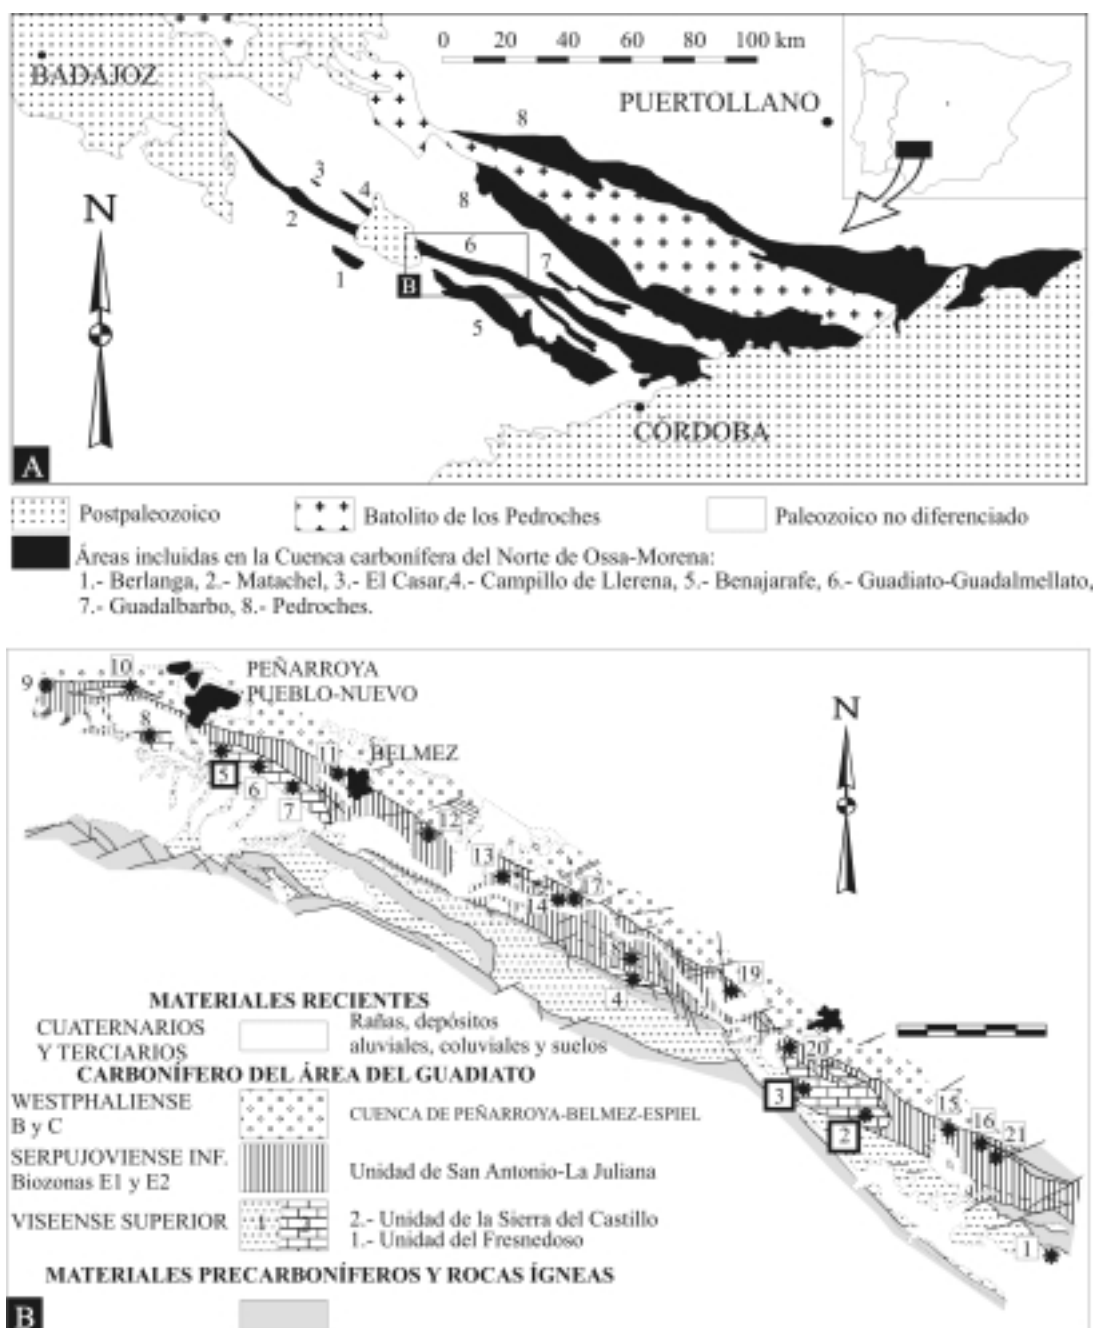 0 20 40 60 80 100 km
BADAJOZ
PUERTOLLANO
8
3
4
8
N
2
6
7
1
B
5
CÓRDOBA
A
Postpaleozoico
Batolito de los Pedroches
Paleozoico no diferenciado
Áreas incluidas en la Cuenca carbonífera del Norte de Ossa-Morena:
1.- Berlanga, 2.- Matachel, 3.- El Casar,4.- Campillo de Llerena, 5.- Benajarafe, 6.- Guadiato-Guadalmellato,
7.- Guadalbarbo, 8.- Pedroches.
10
PEÑARROYA
PUEBLO-NUEVO
9
8
N
11
BELMEZ
5
6
7
12
13
17
14
4
19
MATERIALES RECIENTES
CUATERNARIOS
Y TERCIARIOS
Rañas, depósitos
aluviales, coluviales y suelos
20
CARBONÍFERO DEL ÁREA DEL GUADIATO
3
WESTPHALIENSE
B y C
CUENCA DE PEÑARROYA-BELMEZ-ESPIEL
15
16
21
2
SERPUJOVIENSE INF.
Biozonas E1 y E2
Unidad de San Antonio-La Juliana
VISEENSE SUPERIOR
1
2.- Unidad de la Sierra del Castillo
1.- Unidad del Fresnedoso
1
MATERIALES PRECARBONÍFEROS Y ROCAS ÍGNEAS
B